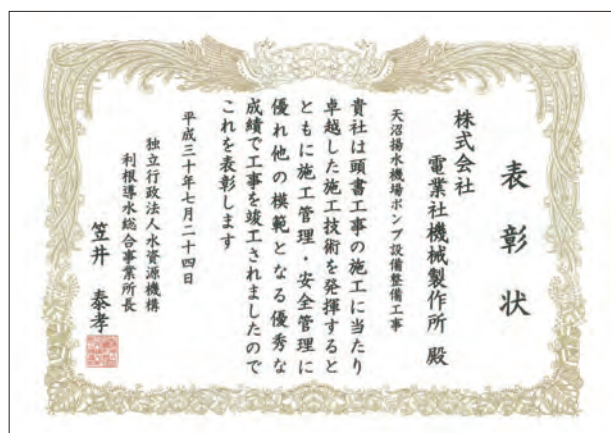 表彰状
株式会社
電業社機械製作所 殿
天沼揚水機場ポンプ設備整備工事
貴社は頭書工事の施工に当たり
卓越した施工技術を発揮すると
ともに施工管理・安全管理に
優れ他の模範となる優秀な
成績で工事を竣工されましたので
これを表彰します
平成三十年七月二十四日
独立行政法人水資源機構
利根導水総合事業所長
笠井 泰孝